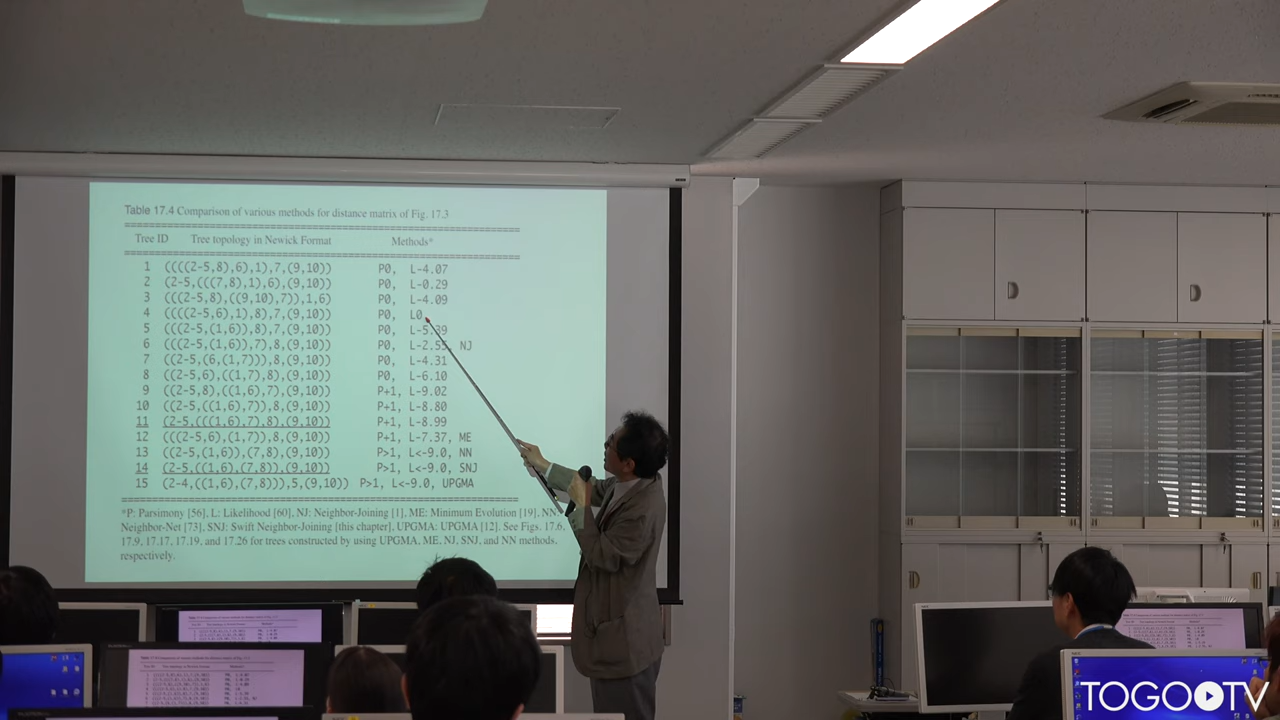 Table 17.4 Comparison of various methods for distance matrix of Fig. 17.3
Tree ID Tree topology in Newick Format Methods*
1 ((((2-5,8),6),1),7,(9,10)) P0, L-4.07
2 (2-5,(((7,8),1),6),(9,10)) P0, L-0.29
3 (((2-5,8),((9,10),7)),1,6) P0, L-4.09
4 ((((2-5,6),1),8),7,(9,10)) P0, L0
5 (((2-5,(1,6)),8),7,(9,10)) P0, L-5.39
6 (((2-5,(1,6)),7),8,(9,10)) P0, L-2.55, NJ
7 ((2-5,(6,(1,7))),8,(9,10)) P0, L-4.31
8 ((2-5,6),((1,7),8),(9,10)) P0, L-6.10
9 ((2-5,8),((1,6),7),(9,10)) P+1, L-9.02
10 ((2-5,((1,6),7)),8,(9,10)) P+1, L-8.80
11 (2-5,(((1,6),7),8),(9,10)) P+1, L-8.99
12 (((2-5,6),(1,7)),8,(9,10)) P+1, L-7.37, ME
13 ((2-5,(1,6)),(7,8),(9,10)) P>1, L<-9.0, NN
14 (2-5,((1,6),(7,8)),(9,10)) P>1, L<-9.0, SNJ
15 (2-4,((1,6),(7,8))),5,(9,10)) P>1, L<-9.0, UPGMA
*P: Parsimony [56], L: Likelihood [60], NJ: Neighbor-Joining [1], ME: Minimum Evolution [19], NN:
Neighbor-Net [73], SNJ: Swift Neighbor-Joining [this chapter], UPGMA: UPGMA [12]. See Figs. 17.6,
17.9, 17.17, 17.19, and 17.26 for trees constructed by using UPGMA, ME, NJ, SNJ, and NN methods,
respectively.
TOGO TV